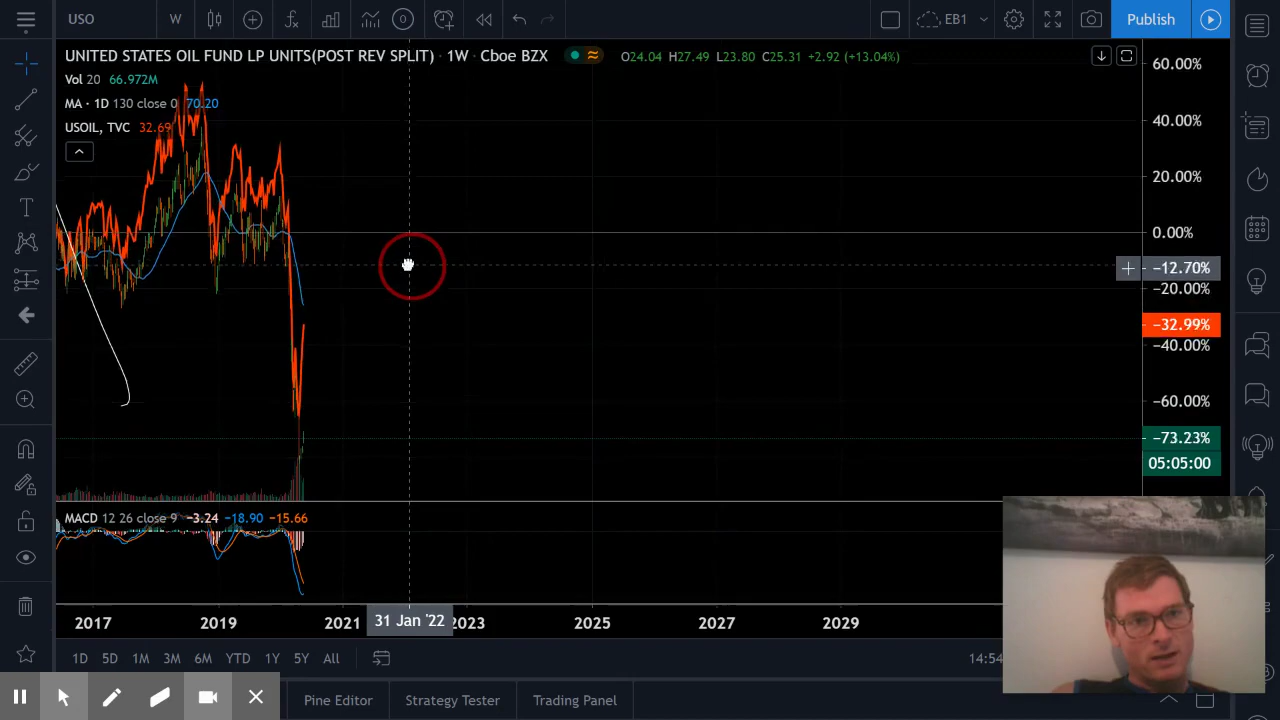 USO W EB1 Publish
UNITED STATES OIL FUND LP UNITS(POST REV SPLIT) · 1W · Cboe BZX O24.04 H27.49 L23.80 C25.31 +2.92 (+13.04%)
Vol 20 66.972M
MA · 1D 130 close 0 70.20
USOIL, TVC 32.69
60.00%
40.00%
20.00%
0.00%
−12.70%
−20.00%
−32.99%
−40.00%
−60.00%
−73.23%
05:05:00
MACD 12 26 close 9 −3.24 −18.90 −15.66
2017 2019 2021 31 Jan '22 2023 2025 2027 2029
1D 5D 1M 3M 6M YTD 1Y 5Y All 14:54
Pine Editor Strategy Tester Trading Panel